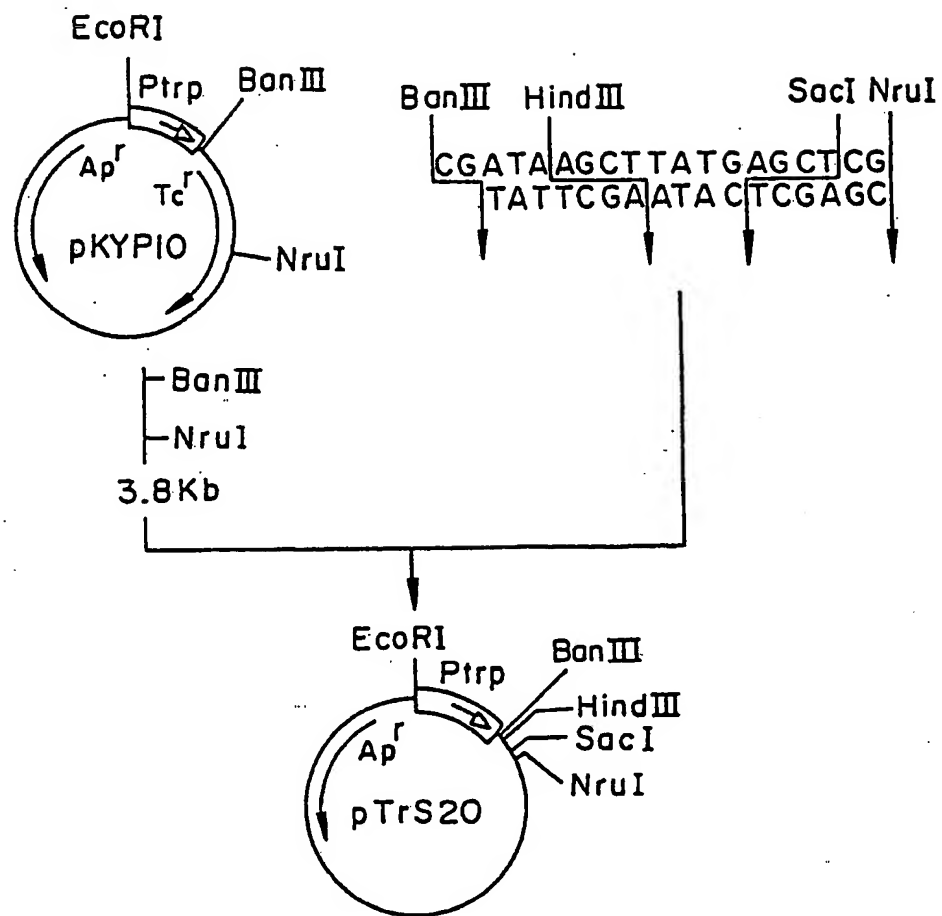 EcoRI
Ptrp
BanIII
Ap^r
Tc^r
pKYP10
NruI
BanIII HindIII SacI NruI
CGATAAGCTTATGAGCTCG
TATTCGAATACTCGAGC
BanIII
NruI
3.8Kb
EcoRI
Ptrp
BanIII
HindIII
SacI
NruI
Ap^r
pTrS20